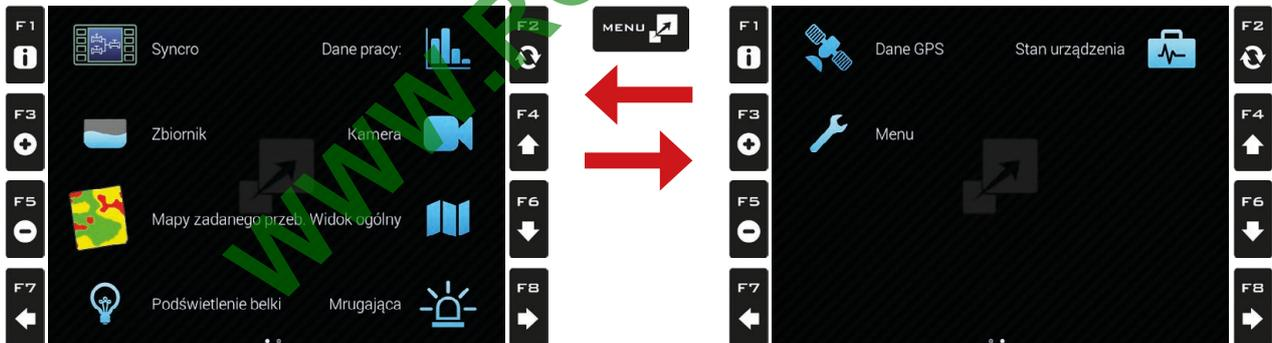 F1
Syncro
Dane pracy:
F2
MENU
F1
Dane GPS
Stan urządzenia
F2
F3
Zbiornik
Kamera
F4
F3
Menu
F4
F5
Mapy zadanego przeb.
Widok ogólny
F6
F5
F6
F7
Podświetlenie belki
Mrugająca
F8
F7
F8